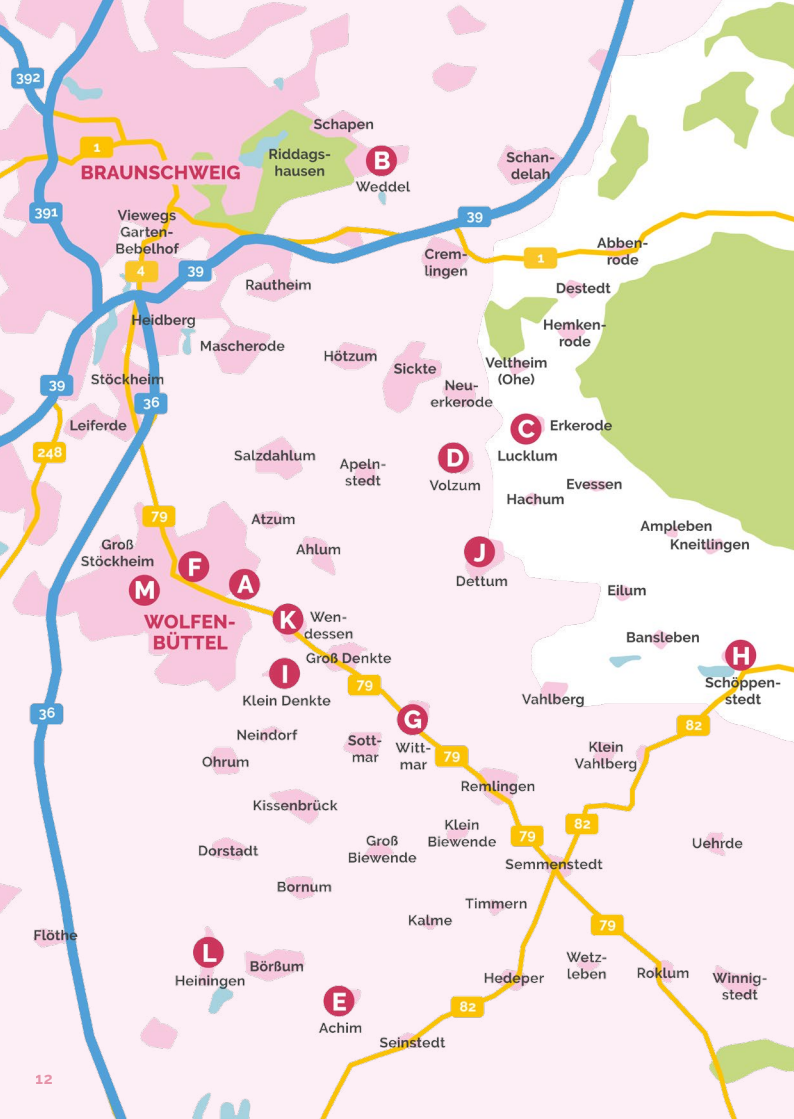 392
Schapen
1
B
Riddags-
hausen
Schan-
delah
BRAUNSCHWEIG
Weddel
391
Viewegs
Garten-
Bebelhof
39
Abben-
rode
Crem-
lingen
1
4
39
Rautheim
Destedt
Heidberg
Hemken-
rode
Mascherode
Hötzum
Sickte
Veltheim
(Ohe)
39
Stöckheim
Neu-
erkerode
36
Leiferde
C
Erkerode
248
Salzdahlum
D
Lucklum
Apeln-
stedt
Volzum
Evessen
Hachum
79
Atzum
Ampleben
Kneitlingen
Groß
Stöckheim
Ahlum
J
F
Dettum
M
A
Eilum
WOLFEN-
BÜTTEL
K
Wen-
dessen
Bansleben
H
Groß Denkte
I
79
Schöppen-
stedt
Klein Denkte
Vahlberg
36
G
82
Neindorf
Sott-
mar
Witt-
mar
79
Klein
Vahlberg
Ohrum
Remlingen
Kissenbrück
82
Klein
Biewende
79
Uehrde
Dorstadt
Groß
Biewende
Semmenstedt
Bornum
Timmern
Kalme
79
Flöthe
L
Wetz-
leben
Börßum
Heiningen
Hedeper
Roklum
Winnig-
stedt
E
82
Achim
Seinstedt
12